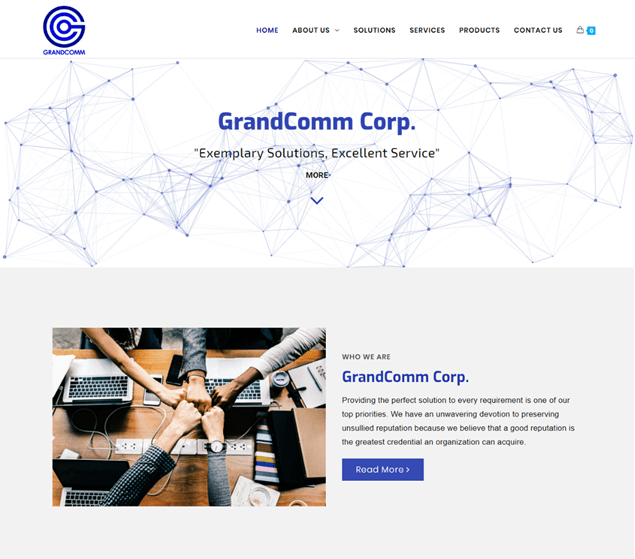 GRANDCOMM
HOME ABOUT US SOLUTIONS SERVICES PRODUCTS CONTACT US 0
GrandComm Corp.
"Exemplary Solutions, Excellent Service"
MORE
WHO WE ARE
GrandComm Corp.
Providing the perfect solution to every requirement is one of our
top priorities. We have an unwavering devotion to preserving
unsullied reputation because we believe that a good reputation is
the greatest credential an organization can acquire.
Read More >